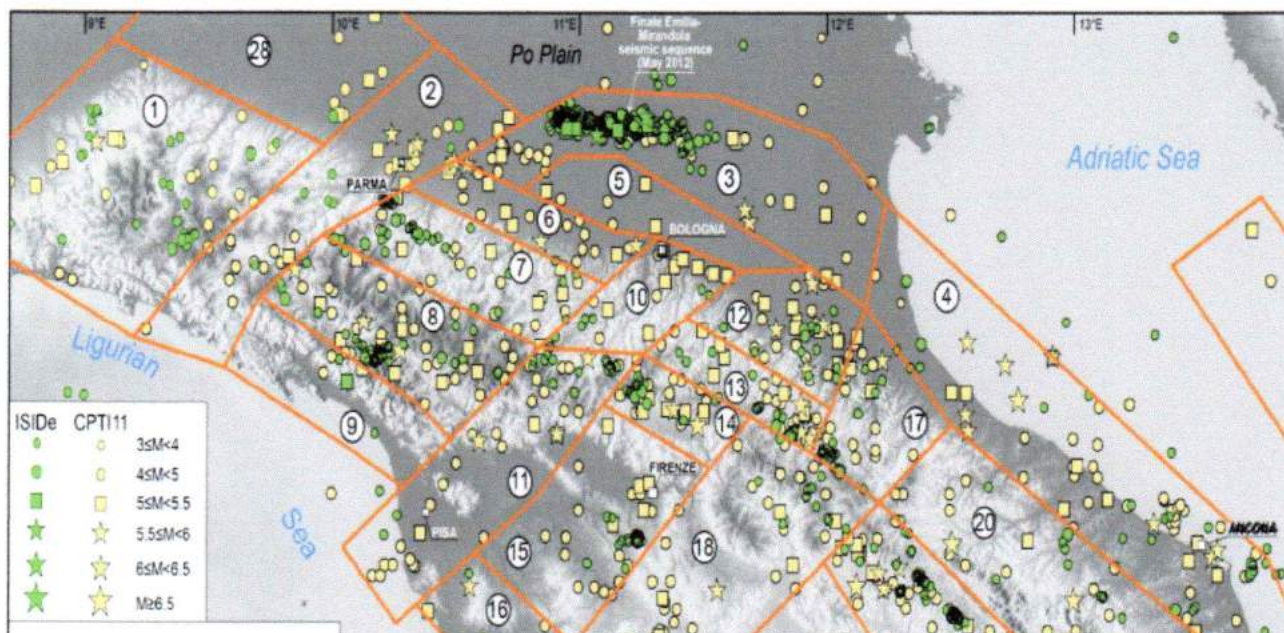 9°E
10°E
11°E
12°E
13°E
28
Po Plain
Finale Emilia-
Mirandola
seismic sequence
(May 2012)
1
2
3
5
Adriatic Sea
PARMA
6
BOLOGNA
7
10
4
12
8
Ligurian
13
9
14
17
FIRENZE
11
Sea
PISA
15
18
20
ANCONA
16
ISIDe CPTI11
3≤M<4
4≤M<5
5≤M<5.5
5.5≤M<6
6≤M<6.5
M≥6.5